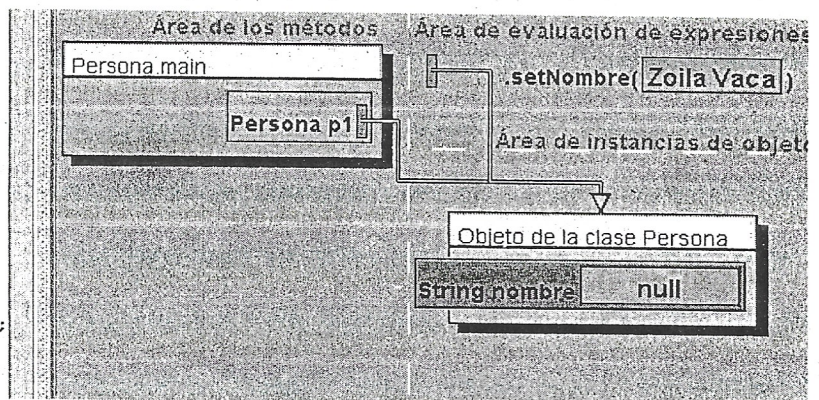 Área de los métodos
Área de evaluación de expresiones
Persona.main
.setNombre( Zoila Vaca )
Persona p1
Área de instancias de objeto
Objeto de la clase Persona
String nombre null
;